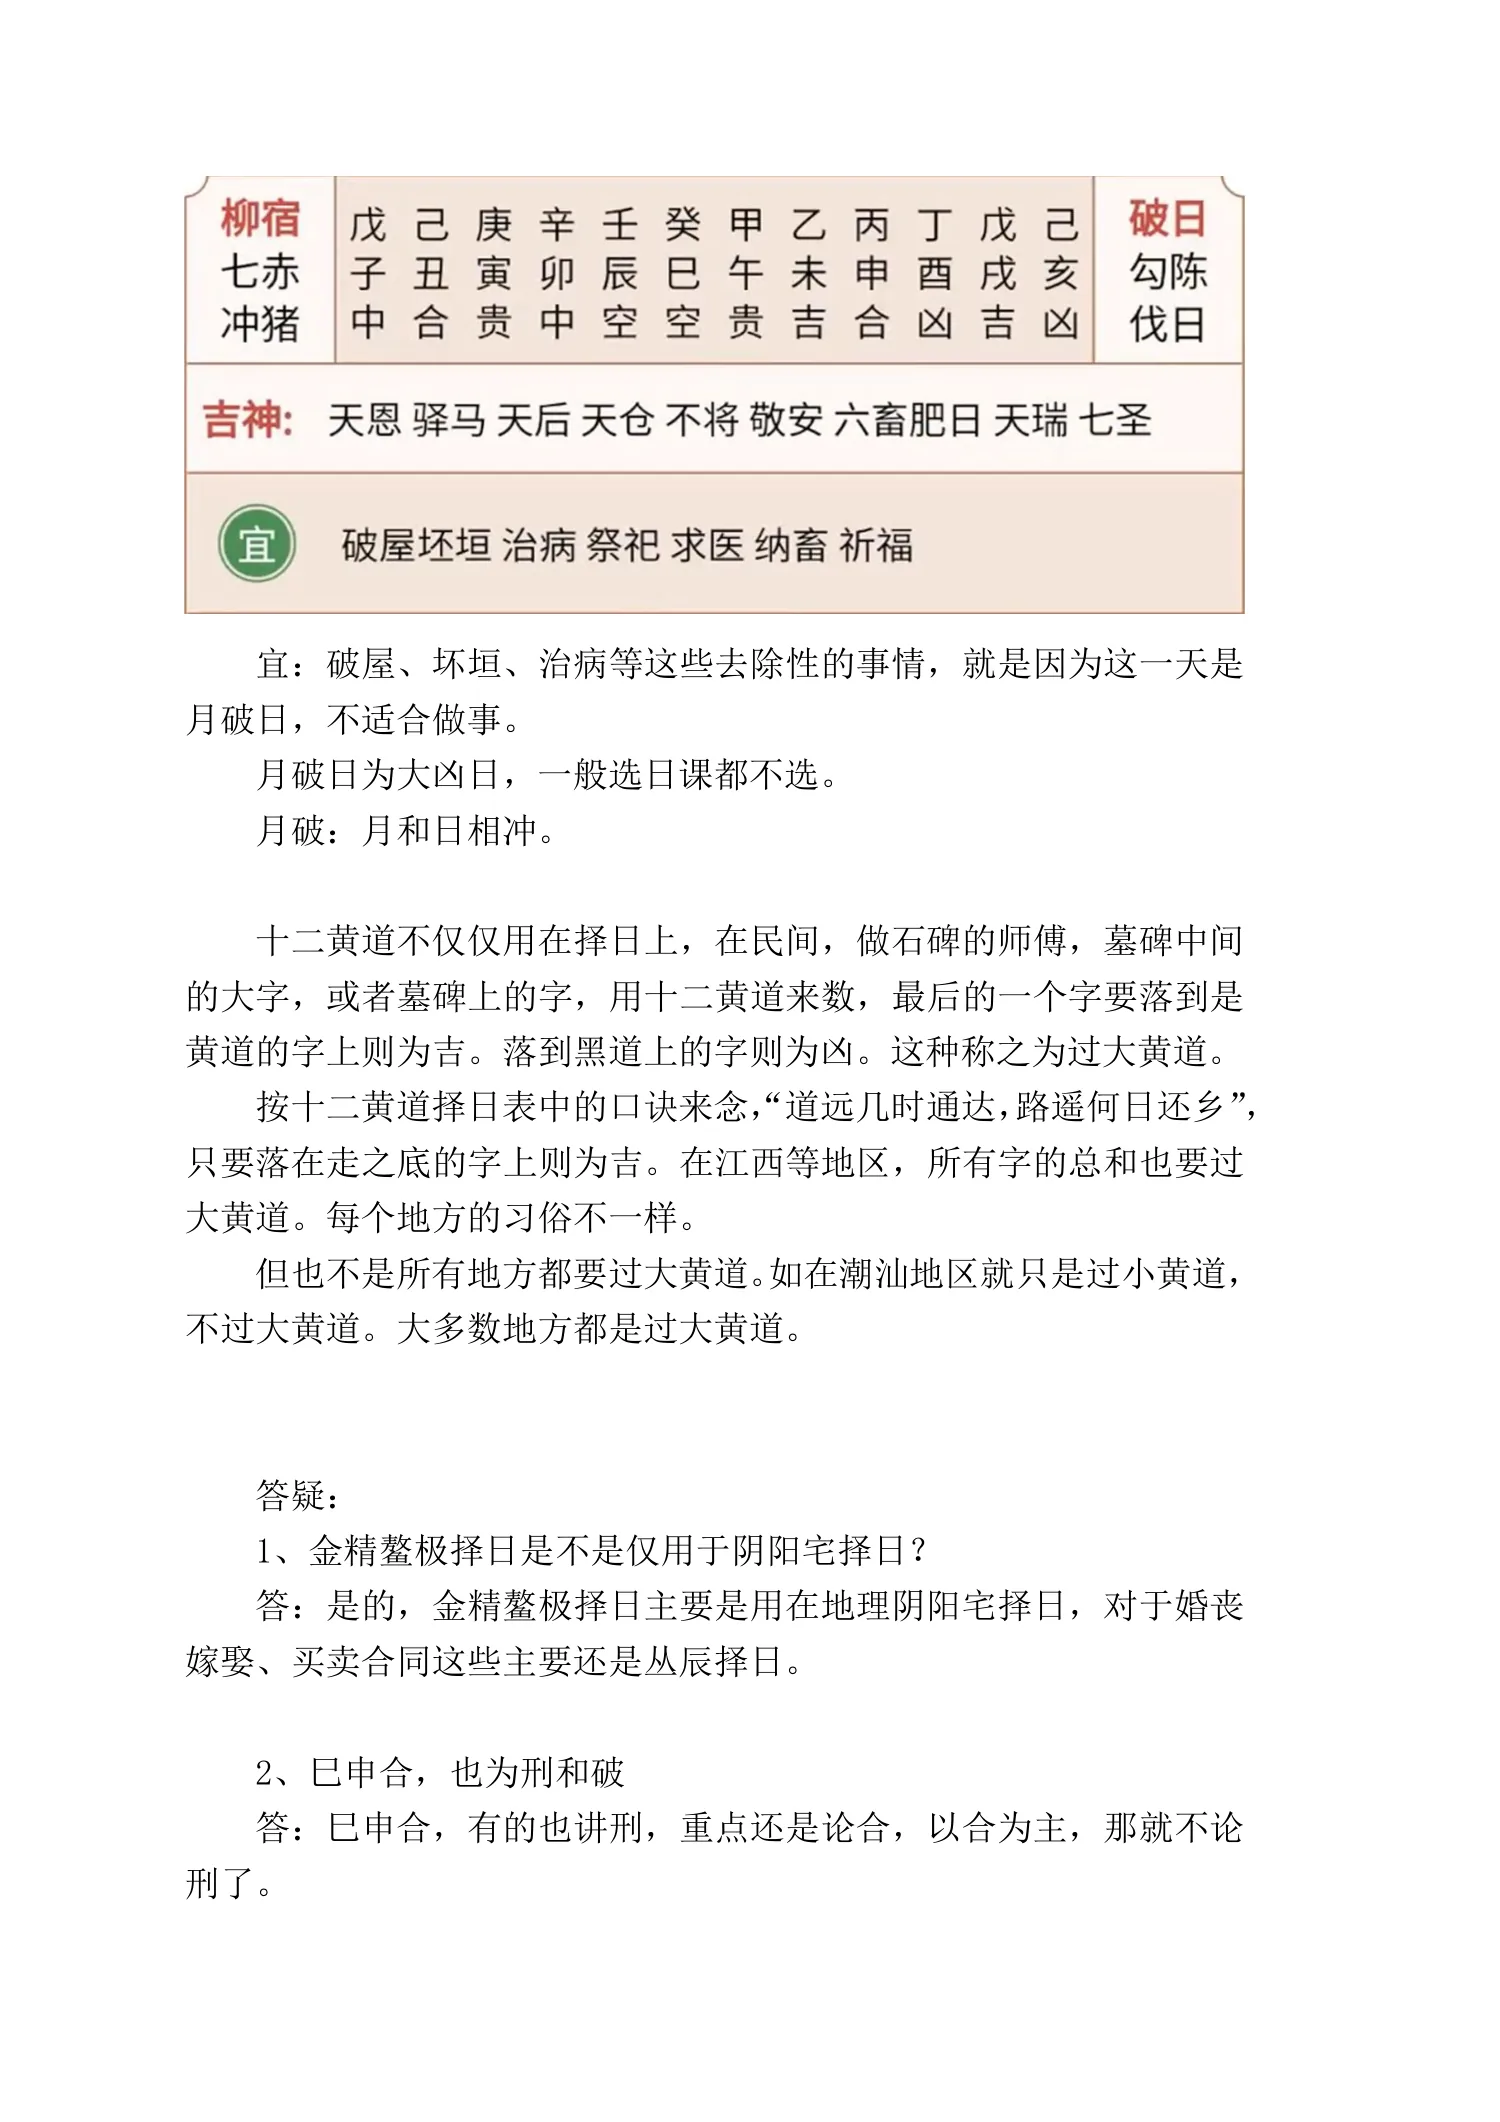 柳宿
七赤
冲猪
戊 己 庚 辛 壬 癸 甲 乙 丙 丁 戊 己
子 丑 寅 卯 辰 巳 午 未 申 酉 戌 亥
中 合 贵 中 空 空 贵 吉 合 凶 吉 凶
破日
勾陈
伐日
吉神: 天恩 驿马 天后 天仓 不将 敬安 六畜肥日 天瑞 七圣
宜 破屋坯垣 治病 祭祀 求医 纳畜 祈福
宜：破屋、坏垣、治病等这些去除性的事情，就是因为这一天是
月破日，不适合做事。
月破日为大凶日，一般选日课都不选。
月破：月和日相冲。
十二黄道不仅仅用在择日上，在民间，做石碑的师傅，墓碑中间
的大字，或者墓碑上的字，用十二黄道来数，最后的一个字要落到是
黄道的字上则为吉。落到黑道上的字则为凶。这种称之为过大黄道。
按十二黄道择日表中的口诀来念，“道远几时通达，路遥何日还乡”，
只要落在走之底的字上则为吉。在江西等地区，所有字的总和也要过
大黄道。每个地方的习俗不一样。
但也不是所有地方都要过大黄道。如在潮汕地区就只是过小黄道，
不过大黄道。大多数地方都是过大黄道。
答疑：
1、金精鳌极择日是不是仅用于阴阳宅择日？
答：是的，金精鳌极择日主要是用在地理阴阳宅择日，对于婚丧
嫁娶、买卖合同这些主要还是丛辰择日。
2、巳申合，也为刑和破
答：巳申合，有的也讲刑，重点还是论合，以合为主，那就不论
刑了。